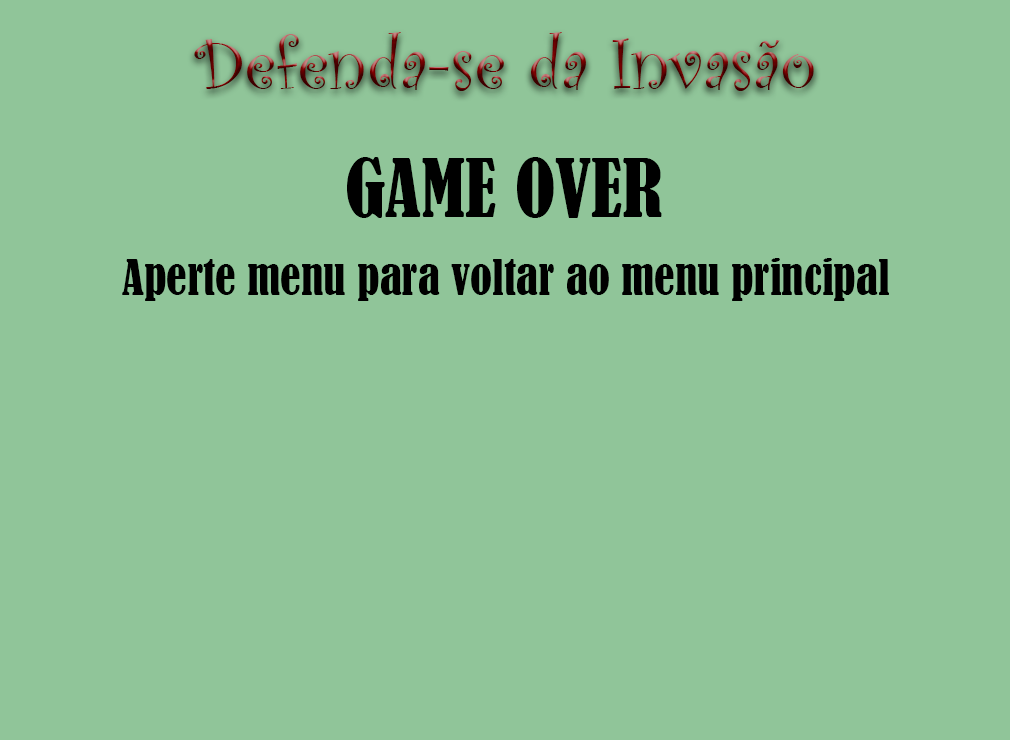 Defenda-se da Invasão
GAME OVER
Aperte menu para voltar ao menu principal